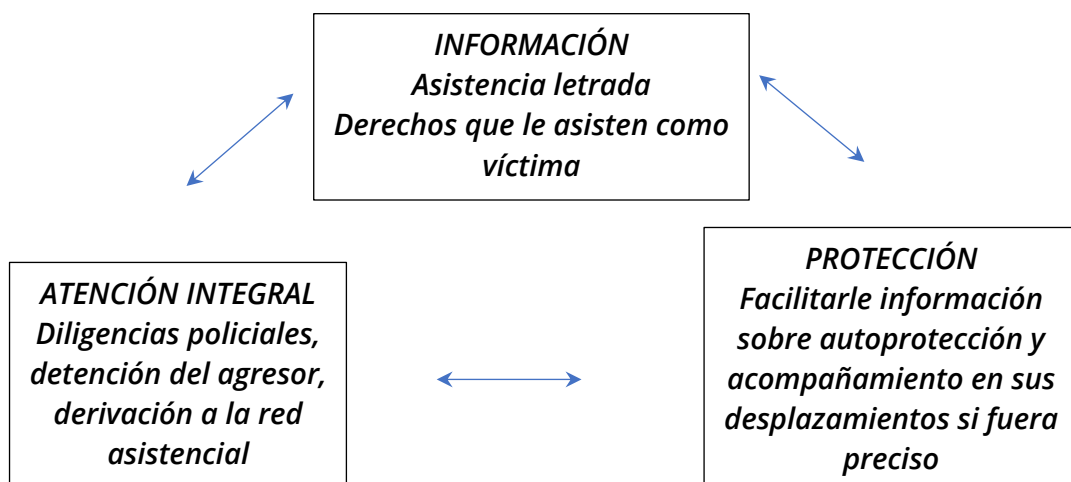 INFORMACIÓN
Asistencia letrada
Derechos que le asisten como
víctima
ATENCIÓN INTEGRAL
Diligencias policiales,
detención del agresor,
derivación a la red
asistencial
PROTECCIÓN
Facilitarle información
sobre autoprotección y
acompañamiento en sus
desplazamientos si fuera
preciso